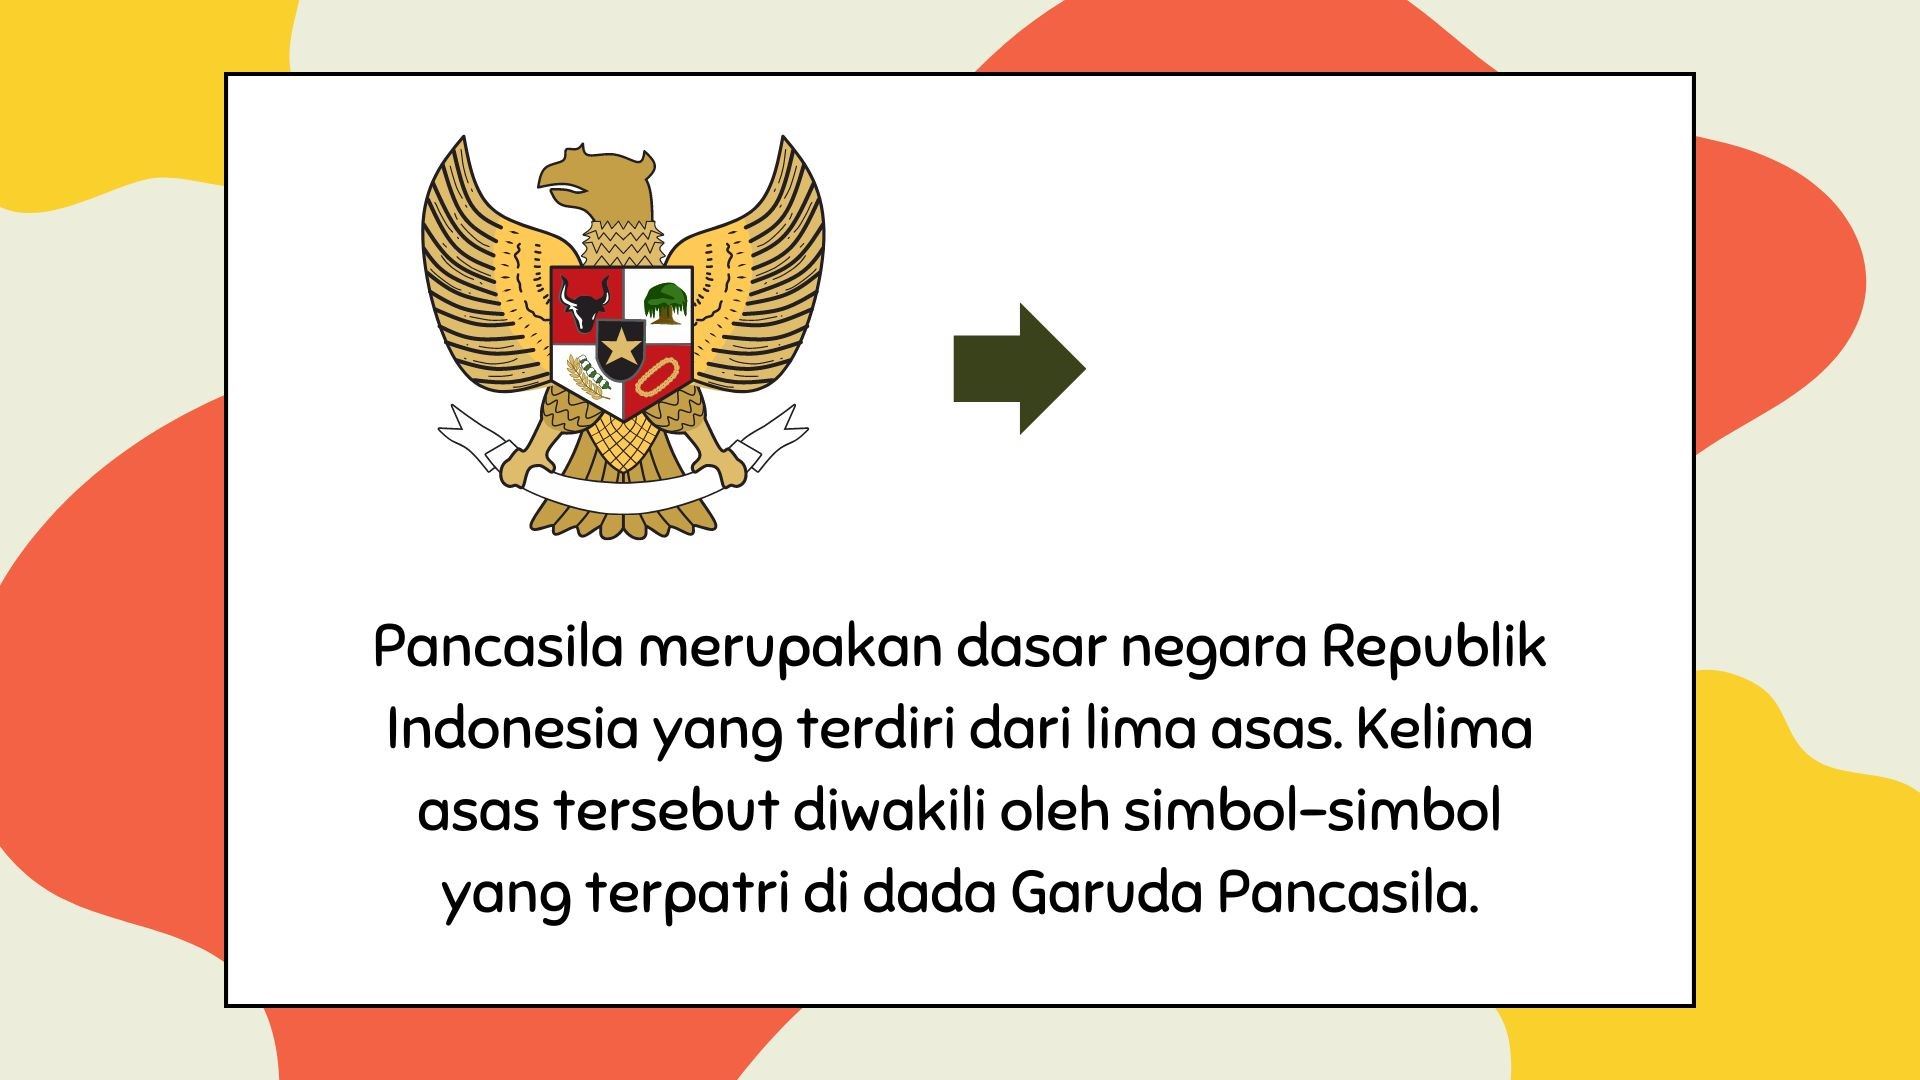 Pancasila merupakan dasar negara Republik
Indonesia yang terdiri dari lima asas. Kelima
asas tersebut diwakili oleh simbol-simbol
yang terpatri di dada Garuda Pancasila.